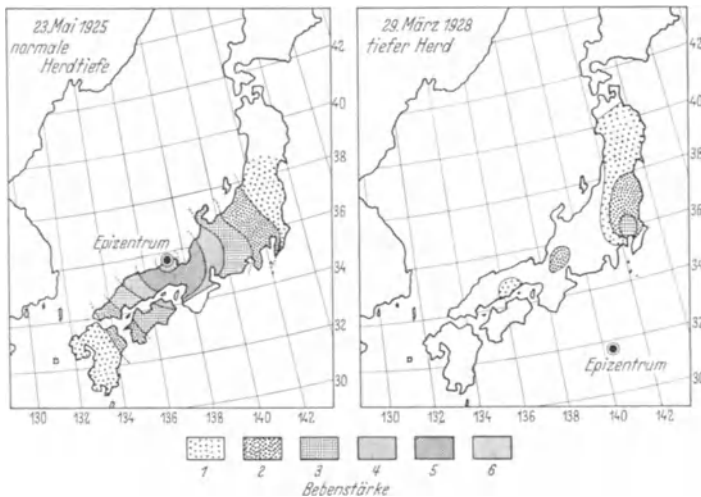 23. Mai 1925
normale
Herdtiefe
Epizentrum
42
40
38
36
34
32
30
130 132 134 136 138 140 142
29. März 1928
tiefer Herd
Epizentrum
42
40
38
36
34
32
30
130 132 134 136 138 140 142
1 2 3 4 5 6
Bebenstärke